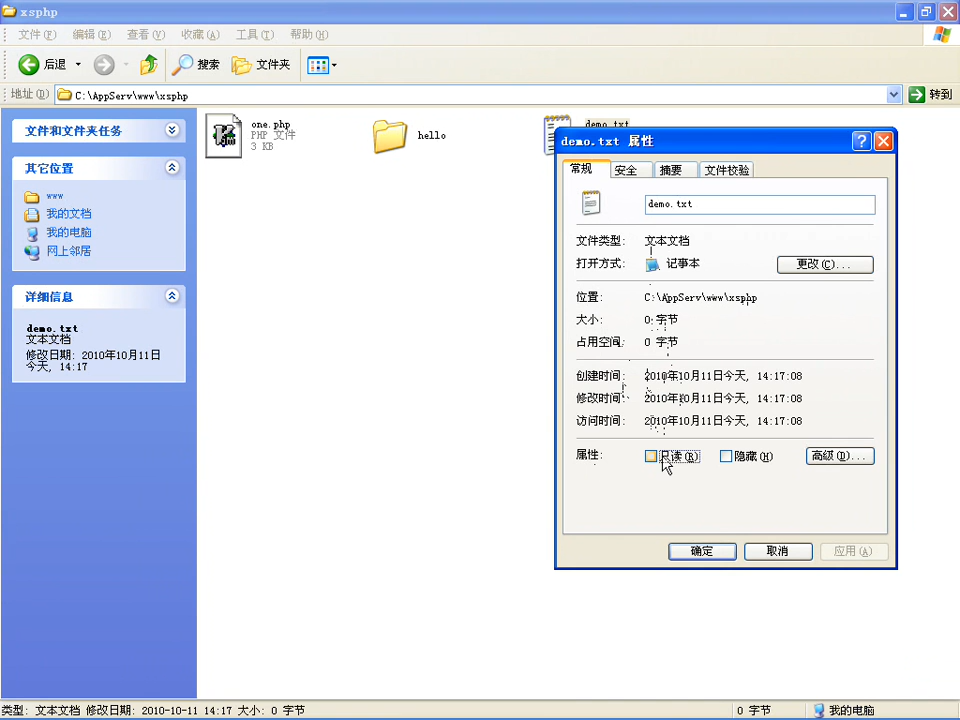 xsphp
文件(F) 编辑(E) 查看(V) 收藏(A) 工具(T) 帮助(H)
后退 搜索 文件夹
地址(D) C:\AppServ\www\xsphp 转到
文件和文件夹任务
其它位置
www
我的文档
我的电脑
网上邻居
详细信息
demo.txt
文本文档
修改日期: 2010年10月11日
今天, 14:17
one.php
PHP 文件
3 KB
hello
demo.txt
demo.txt 属性
常规 安全 摘要 文件校验
demo.txt
文件类型: 文本文档
打开方式: 记事本 更改(C)...
位置: C:\AppServ\www\xsphp
大小: 0 字节
占用空间: 0 字节
创建时间: 2010年10月11日今天, 14:17:08
修改时间: 2010年10月11日今天, 14:17:08
访问时间: 2010年10月11日今天, 14:17:08
属性: 只读(R) 隐藏(H) 高级(D)...
确定 取消 应用(A)
类型: 文本文档 修改日期: 2010-10-11 14:17 大小: 0 字节 0 字节 我的电脑